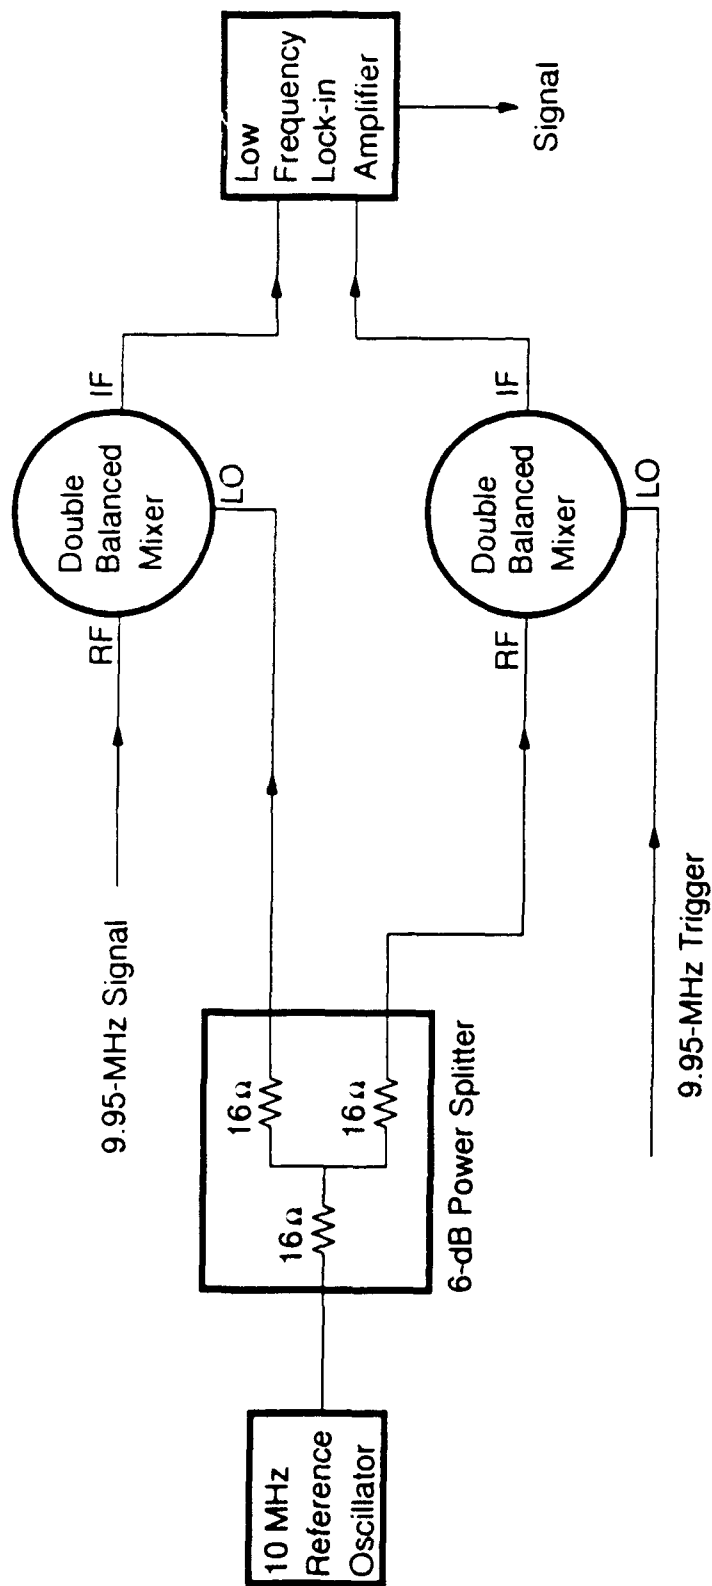 10 MHz
Reference
Oscillator
16Ω
16Ω
16Ω
6-dB Power Splitter
9.95-MHz Signal
9.95-MHz Trigger
RF
Double
Balanced
Mixer
IF
LO
RF
Double
Balanced
Mixer
IF
LO
Low
Frequency
Lock-in
Amplifier
Signal